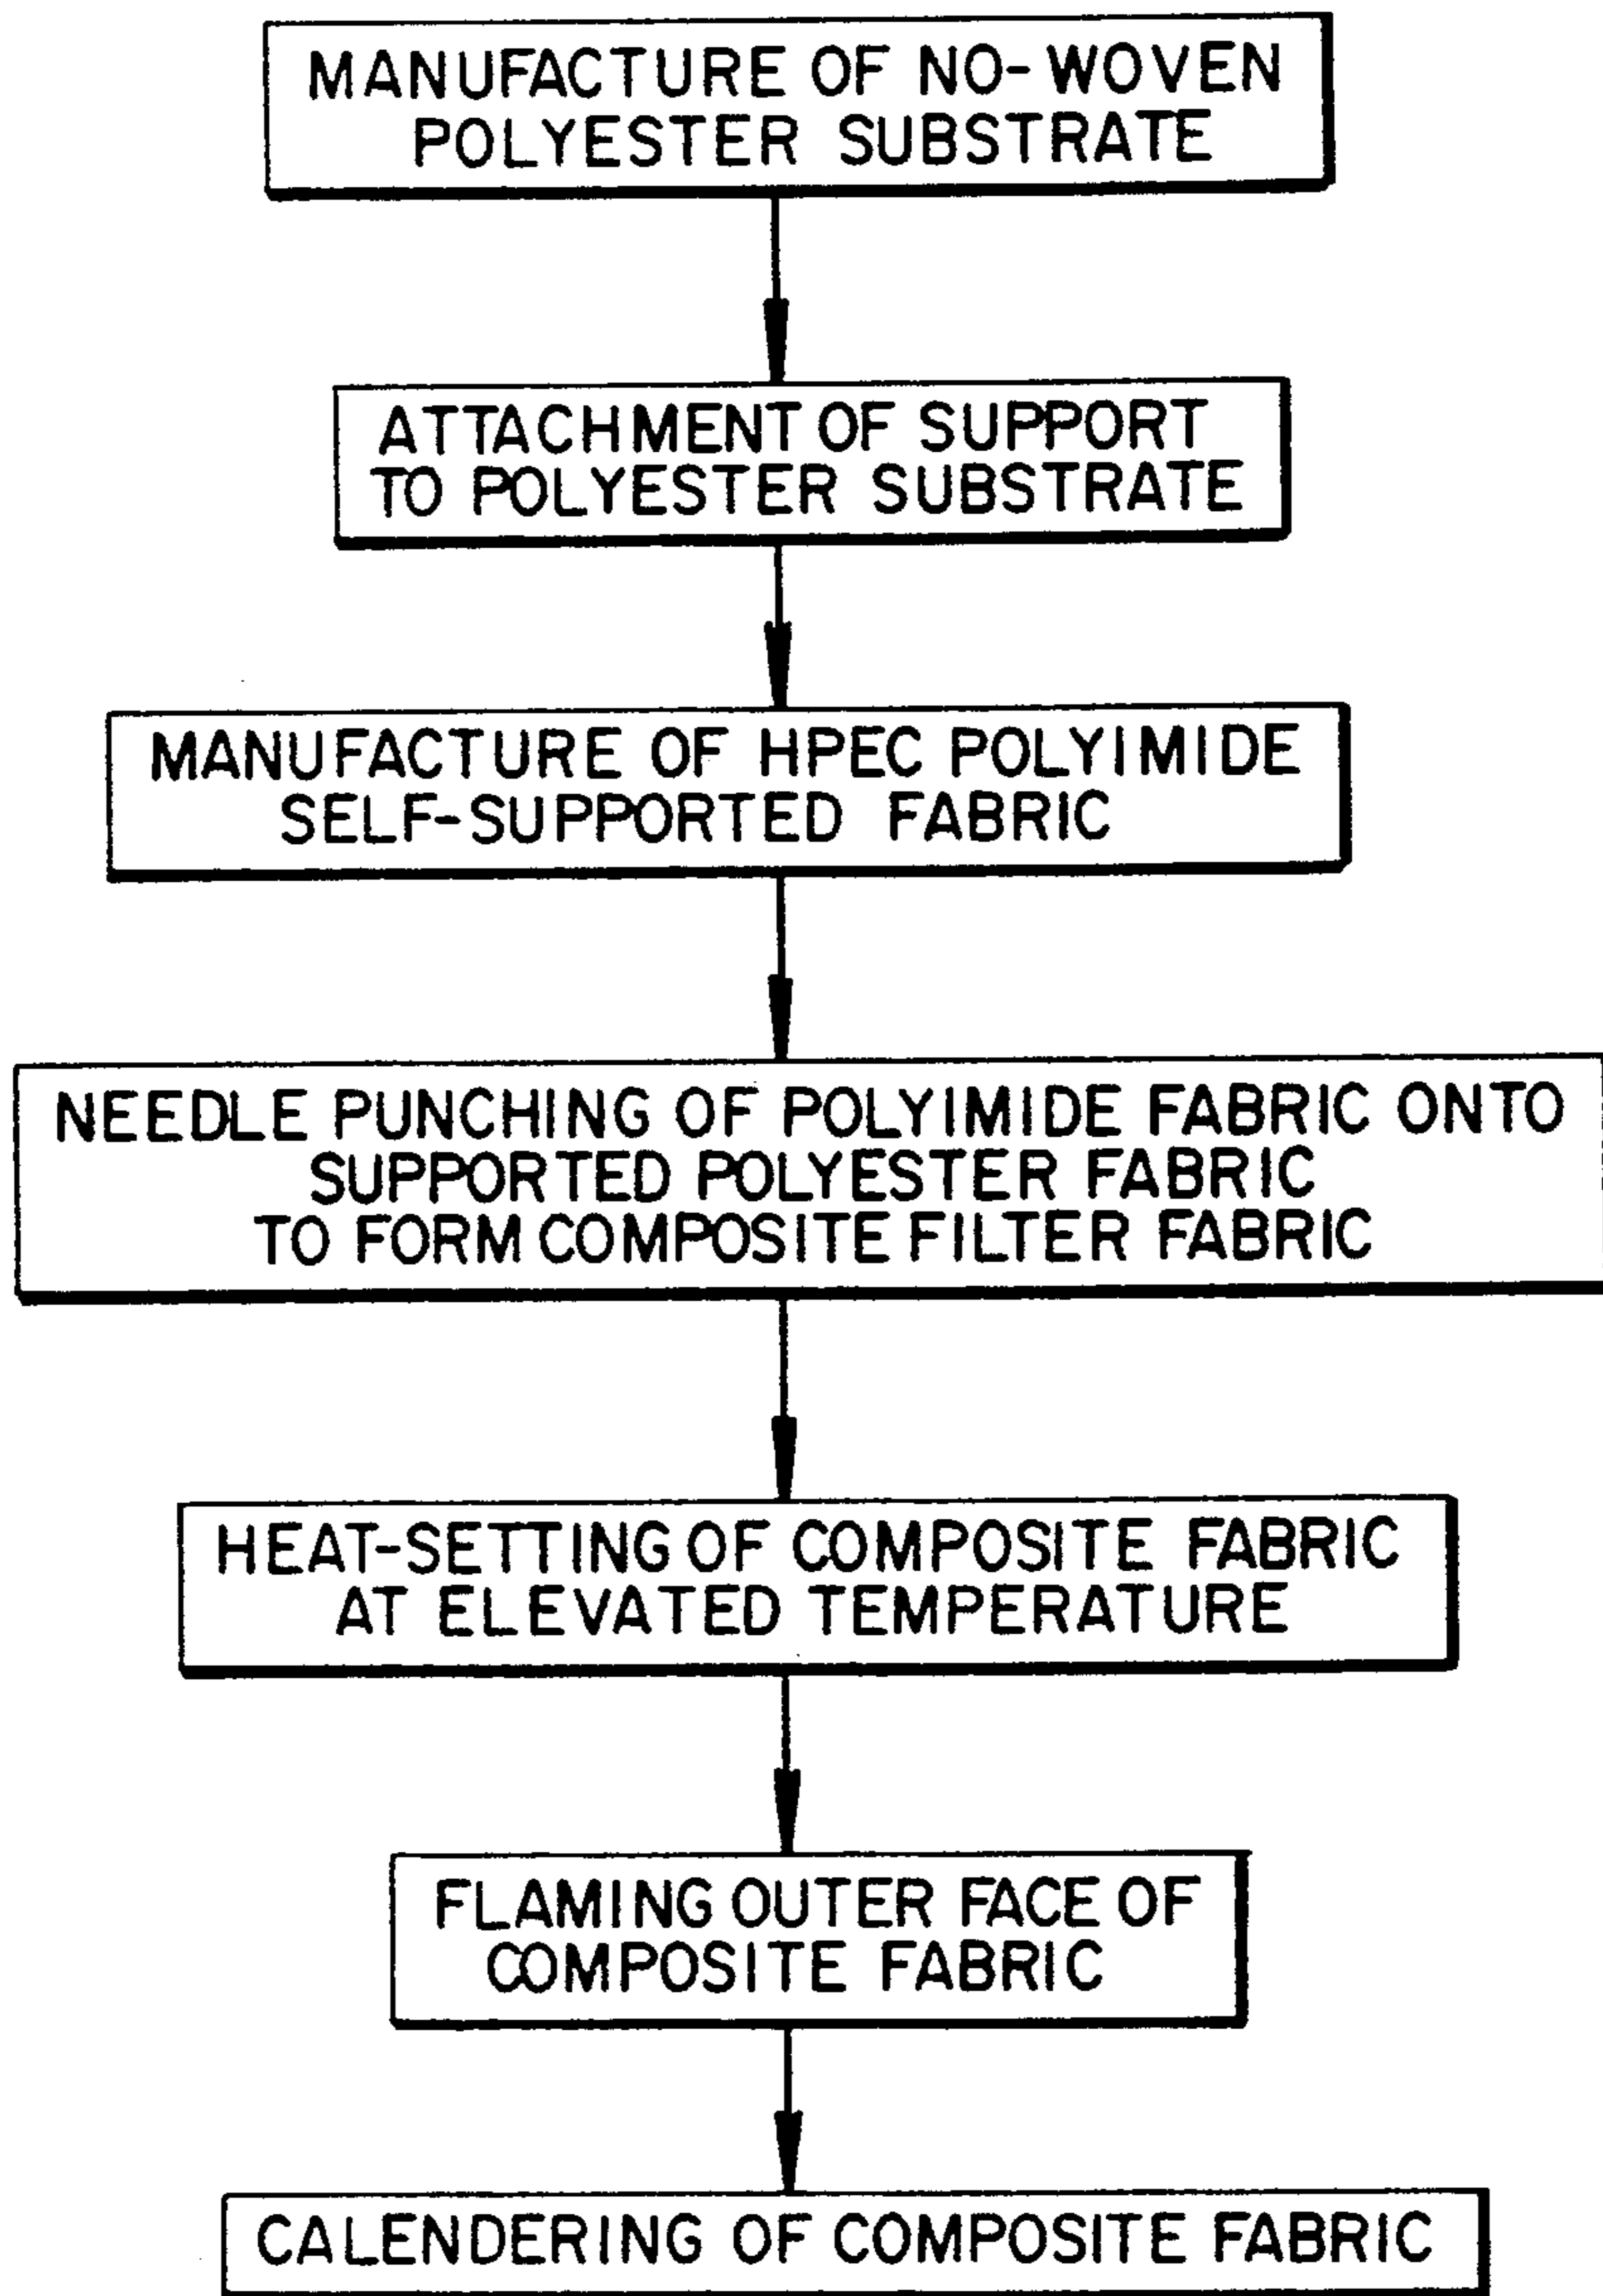 MANUFACTURE OF NO-WOVEN
POLYESTER SUBSTRATE
ATTACHMENT OF SUPPORT
TO POLYESTER SUBSTRATE
MANUFACTURE OF HPEC POLYIMIDE
SELF-SUPPORTED FABRIC
NEEDLE PUNCHING OF POLYIMIDE FABRIC ONTO
SUPPORTED POLYESTER FABRIC
TO FORM COMPOSITE FILTER FABRIC
HEAT-SETTING OF COMPOSITE FABRIC
AT ELEVATED TEMPERATURE
FLAMING OUTER FACE OF
COMPOSITE FABRIC
CALENDERING OF COMPOSITE FABRIC